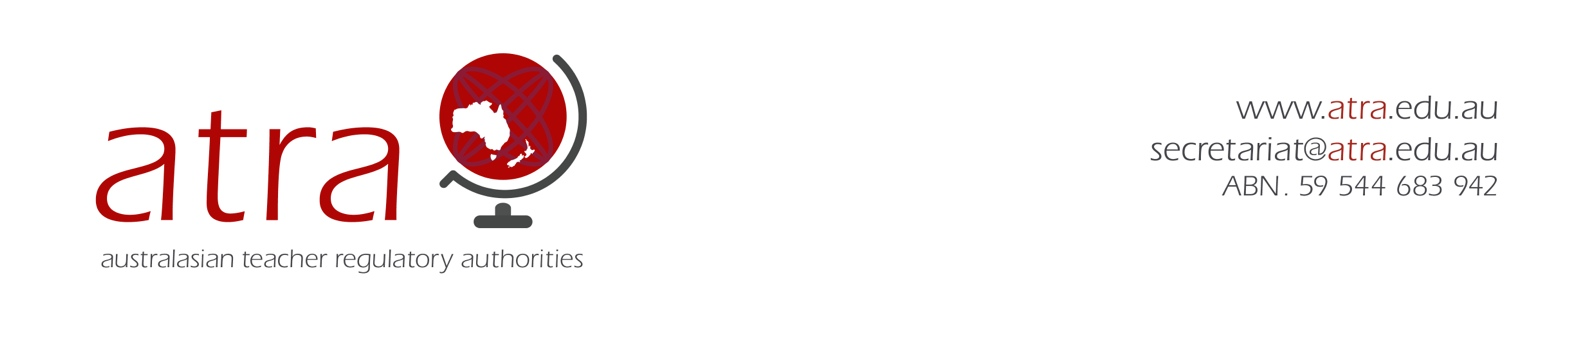 atra
australasian teacher regulatory authorities
www.atra.edu.au
secretariat@atra.edu.au
ABN. 59 544 683 942